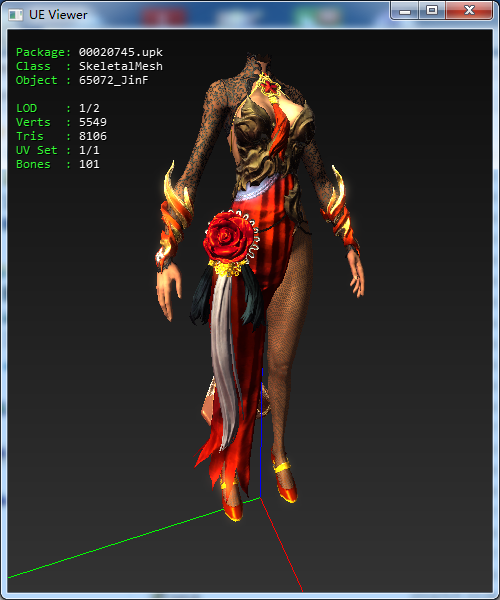 UE Viewer
Package: 00020745.upk
Class : SkeletalMesh
Object : 65072_JinF
LOD : 1/2
Verts : 5549
Tris : 8106
UV Set : 1/1
Bones : 101